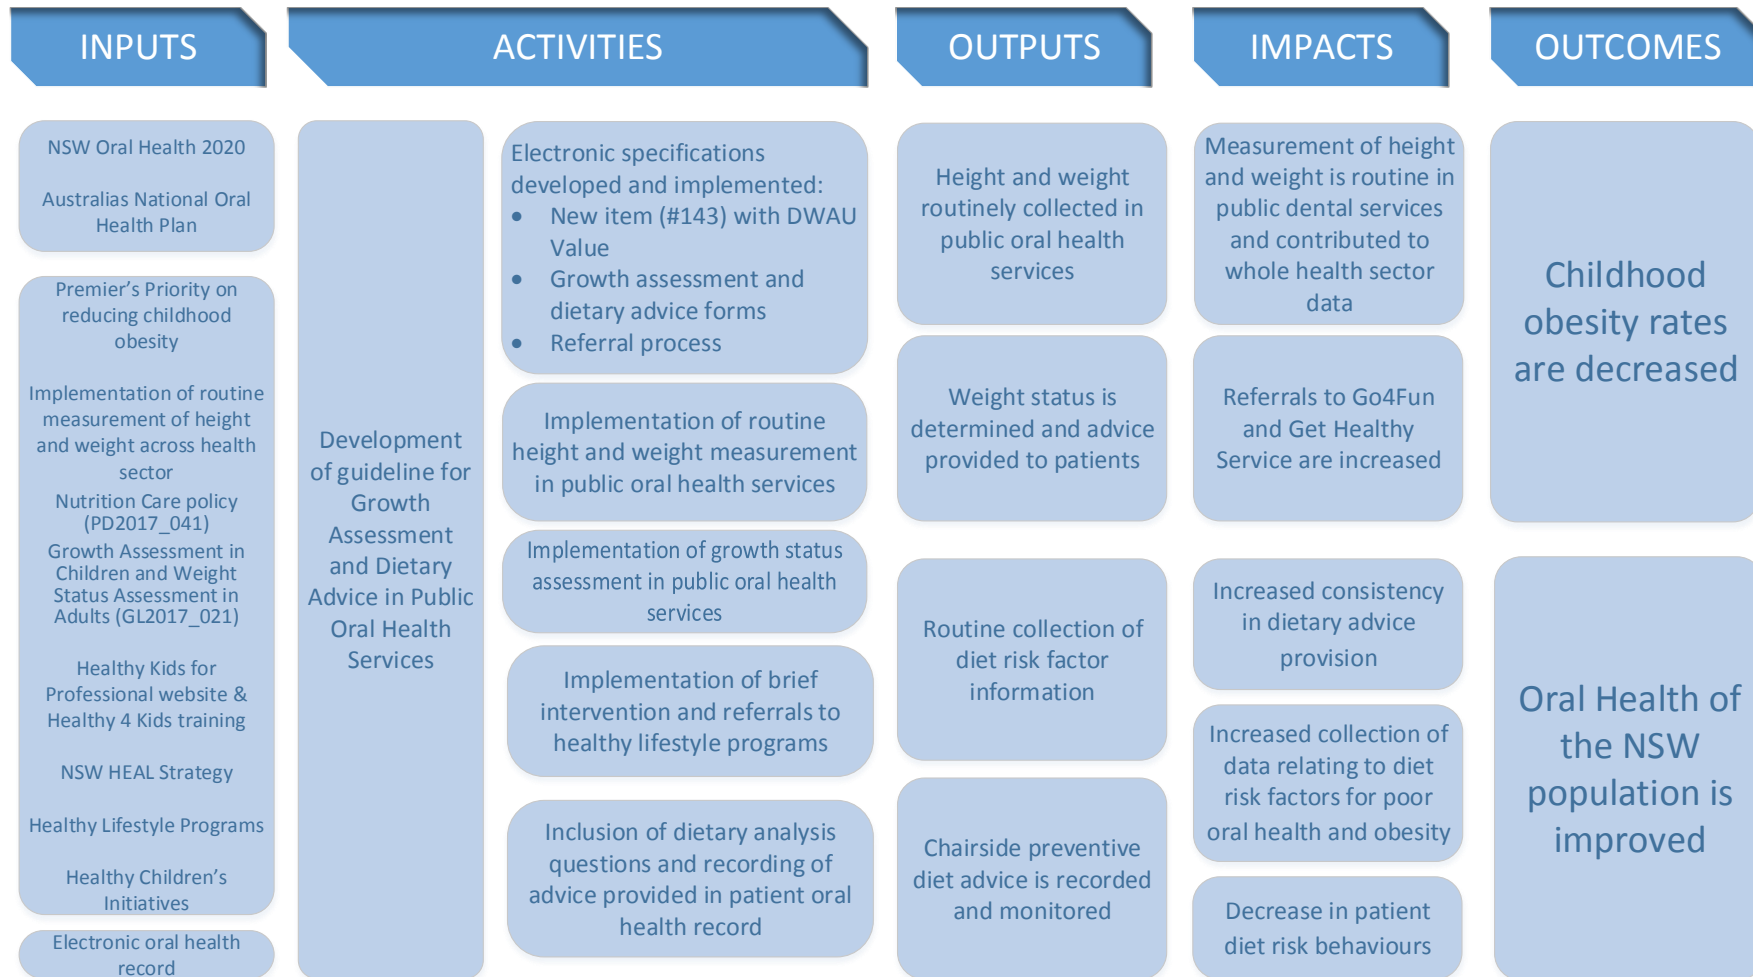 INPUTS
ACTIVITIES
OUTPUTS
IMPACTS
OUTCOMES
NSW Oral Health 2020
Australias National Oral
Health Plan
Premier's Priority on
reducing childhood
obesity
Implementation of routine
measurement of height
and weight across health
sector
Nutrition Care policy
(PD2017_041)
Growth Assessment in
Children and Weight
Status Assessment in
Adults (GL2017_021)
Healthy Kids for
Professional website &
Healthy 4 Kids training
NSW HEAL Strategy
Healthy Lifestyle Programs
Healthy Children's
Initiatives
Electronic oral health
record
Development
of guideline for
Growth
Assessment
and Dietary
Advice in Public
Oral Health
Services
Electronic specifications
developed and implemented:
• New item (#143) with DWAU
Value
• Growth assessment and
dietary advice forms
• Referral process
Implementation of routine
height and weight measurement
in public oral health services
Implementation of growth status
assessment in public oral health
services
Implementation of brief
intervention and referrals to
healthy lifestyle programs
Inclusion of dietary analysis
questions and recording of
advice provided in patient oral
health record
Height and weight
routinely collected in
public oral health
services
Weight status is
determined and advice
provided to patients
Routine collection of
diet risk factor
information
Chairside preventive
diet advice is recorded
and monitored
Measurement of height
and weight is routine in
public dental services
and contributed to
whole health sector
data
Referrals to Go4Fun
and Get Healthy
Service are increased
Increased consistency
in dietary advice
provision
Increased collection of
data relating to diet
risk factors for poor
oral health and obesity
Decrease in patient
diet risk behaviours
Childhood
obesity rates
are decreased
Oral Health of
the NSW
population is
improved